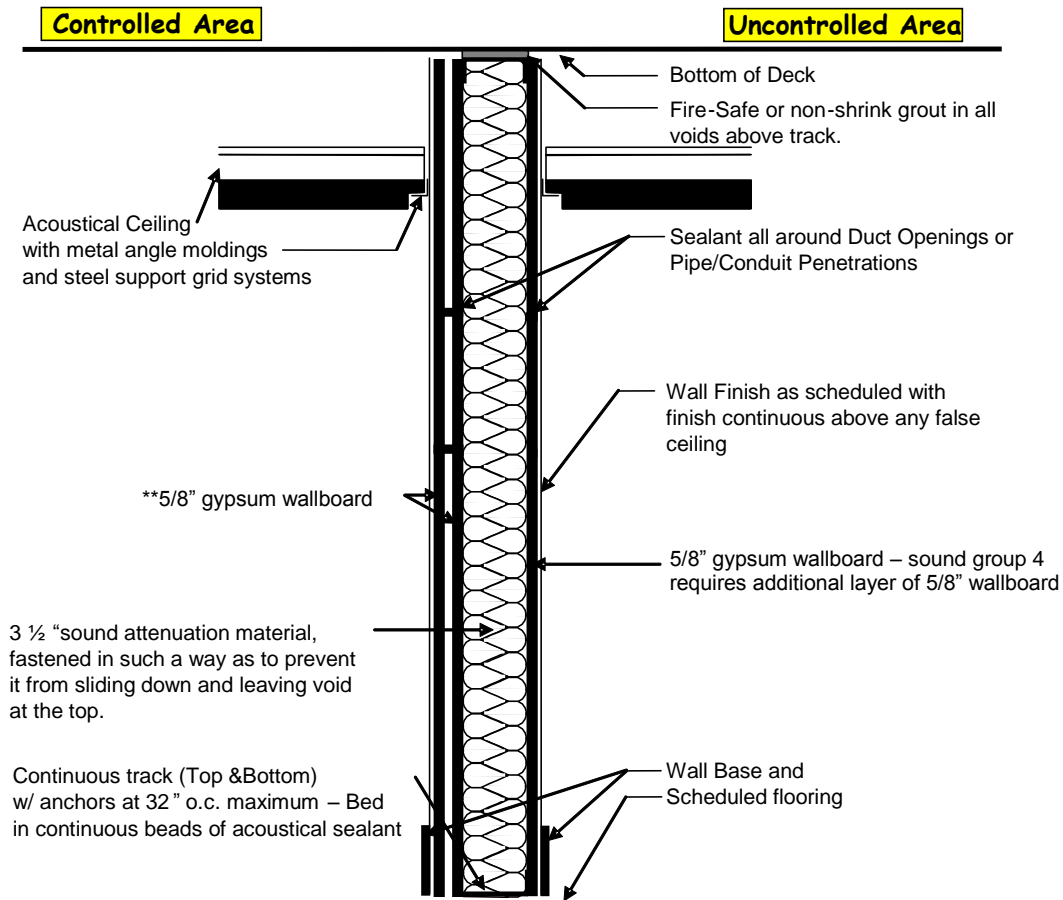 Controlled Area
Uncontrolled Area
Bottom of Deck
Fire-Safe or non-shrink grout in all
voids above track.
Acoustical Ceiling
with metal angle moldings
and steel support grid systems
Sealant all around Duct Openings or
Pipe/Conduit Penetrations
Wall Finish as scheduled with
finish continuous above any false
ceiling
**5/8” gypsum wallboard
5/8” gypsum wallboard – sound group 4
requires additional layer of 5/8” wallboard
3 ½ “sound attenuation material,
fastened in such a way as to prevent
it from sliding down and leaving void
at the top.
Continuous track (Top &Bottom)
w/ anchors at 32” o.c. maximum – Bed
in continuous beads of acoustical sealant
Wall Base and
Scheduled flooring